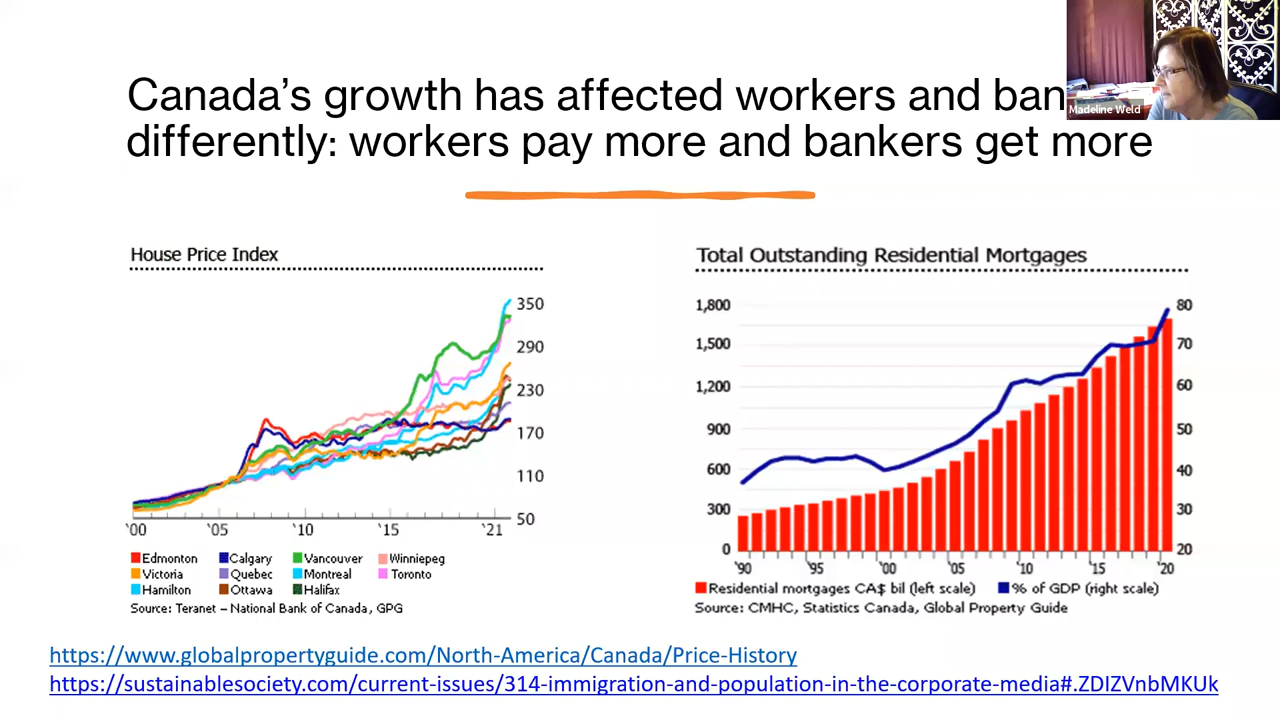 Canada's growth has affected workers and ban
differently: workers pay more and bankers get more
Madeline Weld
House Price Index
350
290
230
170
110
50
'00 '05 '10 '15 '21
Edmonton Calgary Vancouver Winniepeg
Victoria Quebec Montreal Toronto
Hamilton Ottawa Halifax
Source: Teranet – National Bank of Canada, GPG
Total Outstanding Residential Mortgages
1,800 80
1,500 70
1,200 60
900 50
600 40
300 30
0 20
'90 '95 '00 '05 '10 '15 '20
Residential mortgages CA$ bil (left scale) % of GDP (right scale)
Source: CMHC, Statistics Canada, Global Property Guide
https://www.globalpropertyguide.com/North-America/Canada/Price-History
https://sustainablesociety.com/current-issues/314-immigration-and-population-in-the-corporate-media#.ZDIZVnbMKUk